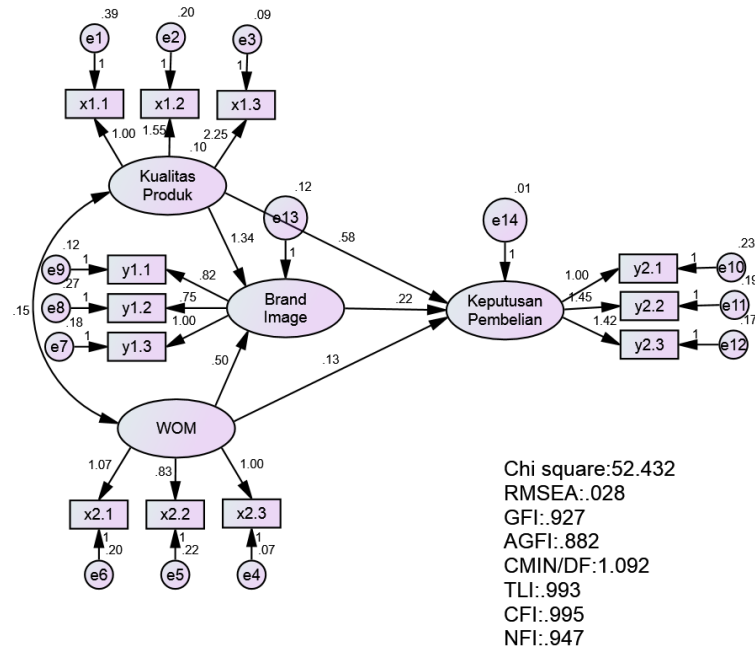 .39
.20
.09
e1
e2
e3
1
1
1
x1.1
x1.2
x1.3
1.00
1.55
2.25
.10
Kualitas
Produk
.12
e13
1
.01
e14
1
1.34
.58
.12
e9
1
y1.1
.82
.27
e8
1
y1.2
.75
.18
e7
1
y1.3
1.00
Brand
Image
.22
Keputusan
Pembelian
1.00
y2.1
1
.23
e10
1.45
y2.2
1
.19
e11
1.42
y2.3
1
.17
e12
.15
.50
.13
WOM
1.07
.83
1.00
x2.1
x2.2
x2.3
1
.20
1
.22
1
.07
e6
e5
e4
Chi square:52.432
RMSEA:.028
GFI:.927
AGFI:.882
CMIN/DF:1.092
TLI:.993
CFI:.995
NFI:.947